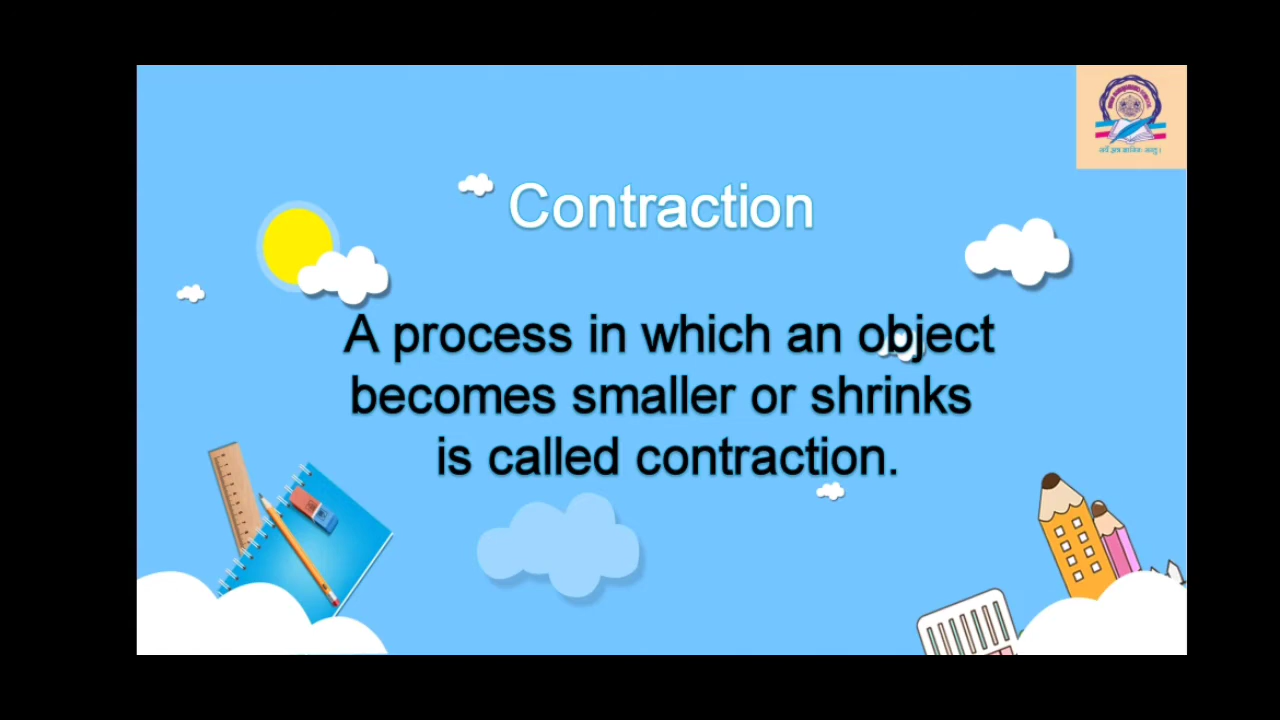 Contraction
A process in which an object
becomes smaller or shrinks
is called contraction.